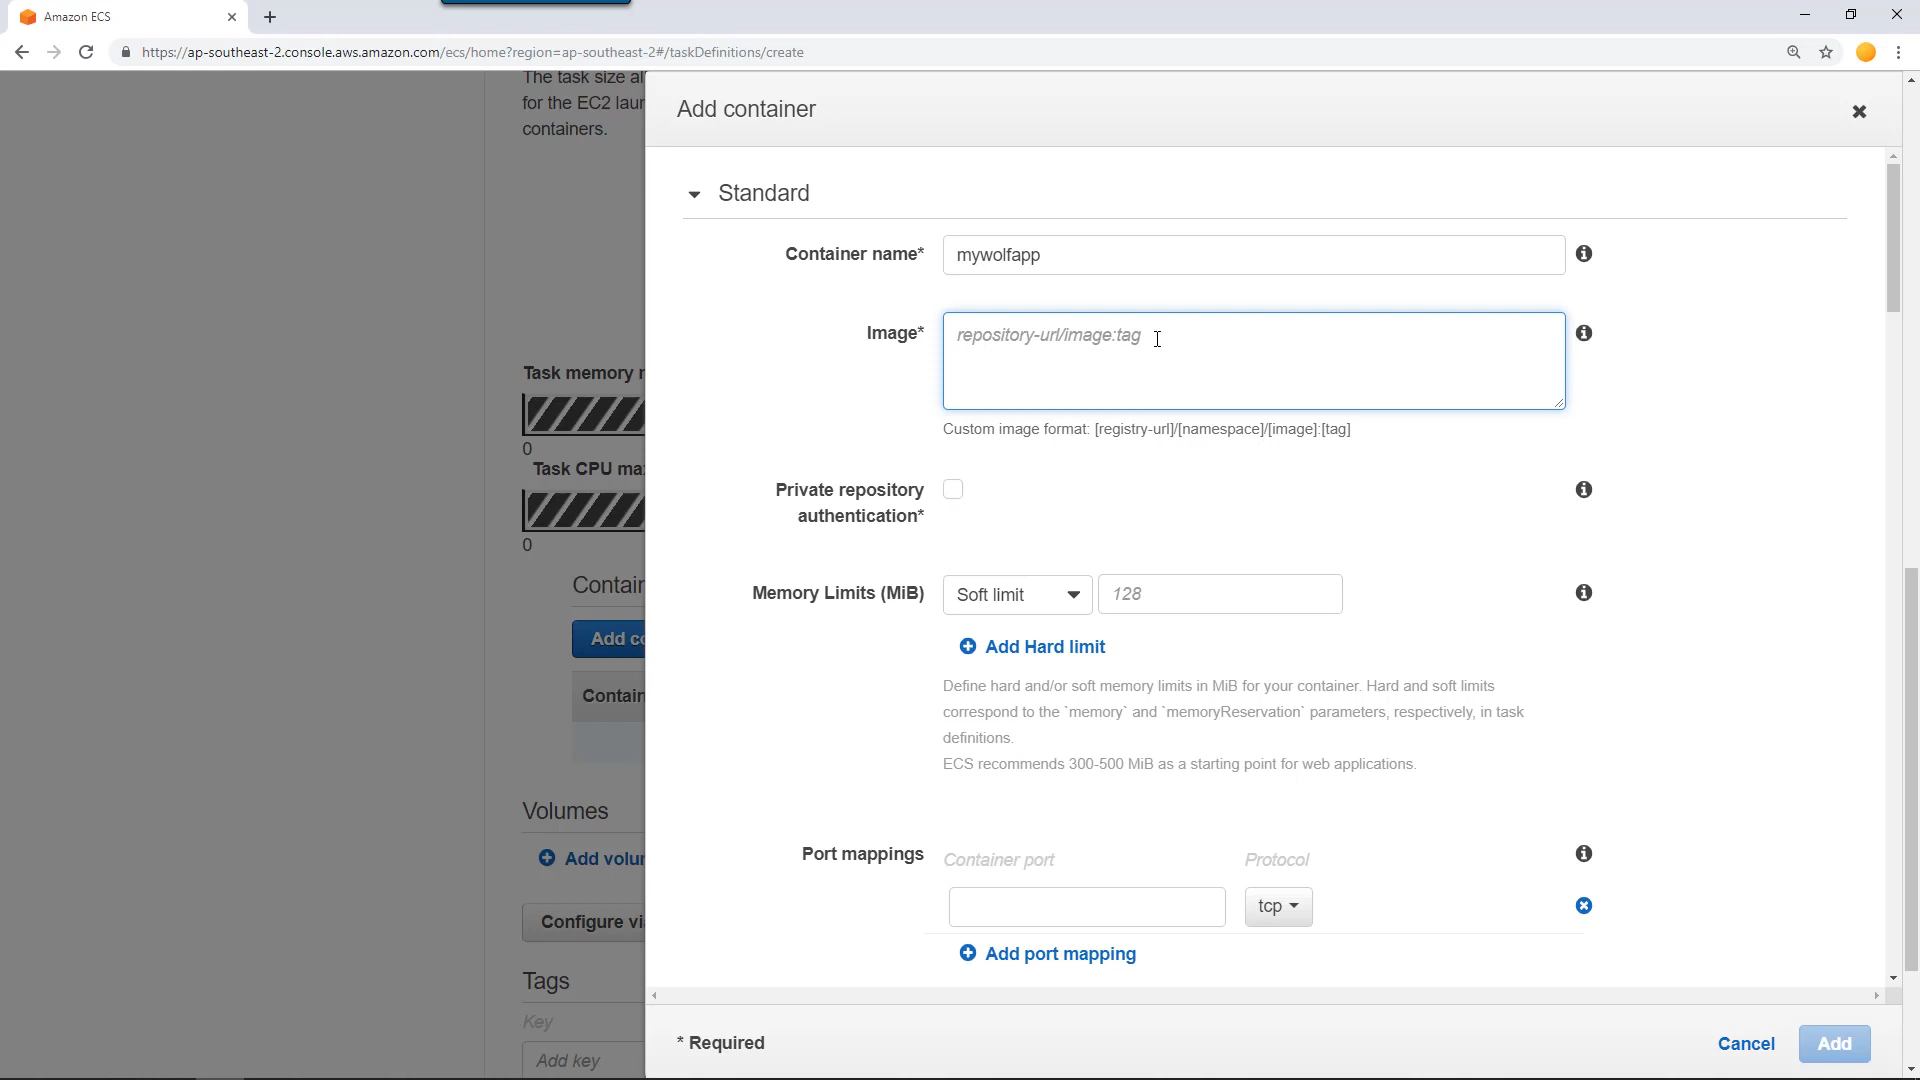 Amazon ECS
https://ap-southeast-2.console.aws.amazon.com/ecs/home?region=ap-southeast-2#/taskDefinitions/create
The task size al
for the EC2 laun
containers.
Task memory
0
Task CPU ma
0
Contain
Add co
Contain
Volumes
Add volu
Configure vi
Tags
Key
Add key
Add container
Standard
Container name*
mywolfapp
Image*
repository-url/image:tag
Custom image format: [registry-url]/[namespace]/[image]:[tag]
Private repository
authentication*
Memory Limits (MiB)
Soft limit
128
Add Hard limit
Define hard and/or soft memory limits in MiB for your container. Hard and soft limits
correspond to the `memory` and `memoryReservation` parameters, respectively, in task
definitions.
ECS recommends 300-500 MiB as a starting point for web applications.
Port mappings
Container port
Protocol
tcp
Add port mapping
* Required
Cancel
Add